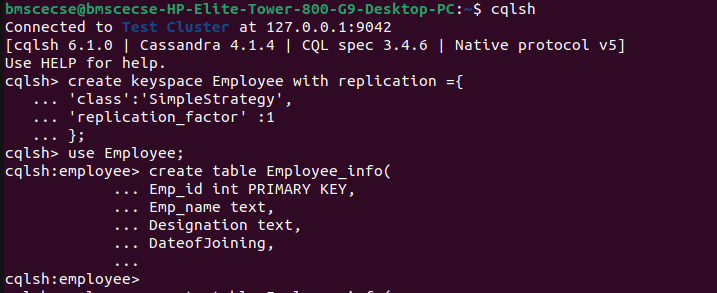 bmscecse@bmscecse-HP-Elite-Tower-800-G9-Desktop-PC:~$ cqlsh
Connected to Test Cluster at 127.0.0.1:9042
[cqlsh 6.1.0 | Cassandra 4.1.4 | CQL spec 3.4.6 | Native protocol v5]
Use HELP for help.
cqlsh> create keyspace Employee with replication ={
   ... 'class':'SimpleStrategy',
   ... 'replication_factor' :1
   ... };
cqlsh> use Employee;
cqlsh:employee> create table Employee_info(
            ... Emp_id int PRIMARY KEY,
            ... Emp_name text,
            ... Designation text,
            ... DateofJoining,
            ...
cqlsh:employee>